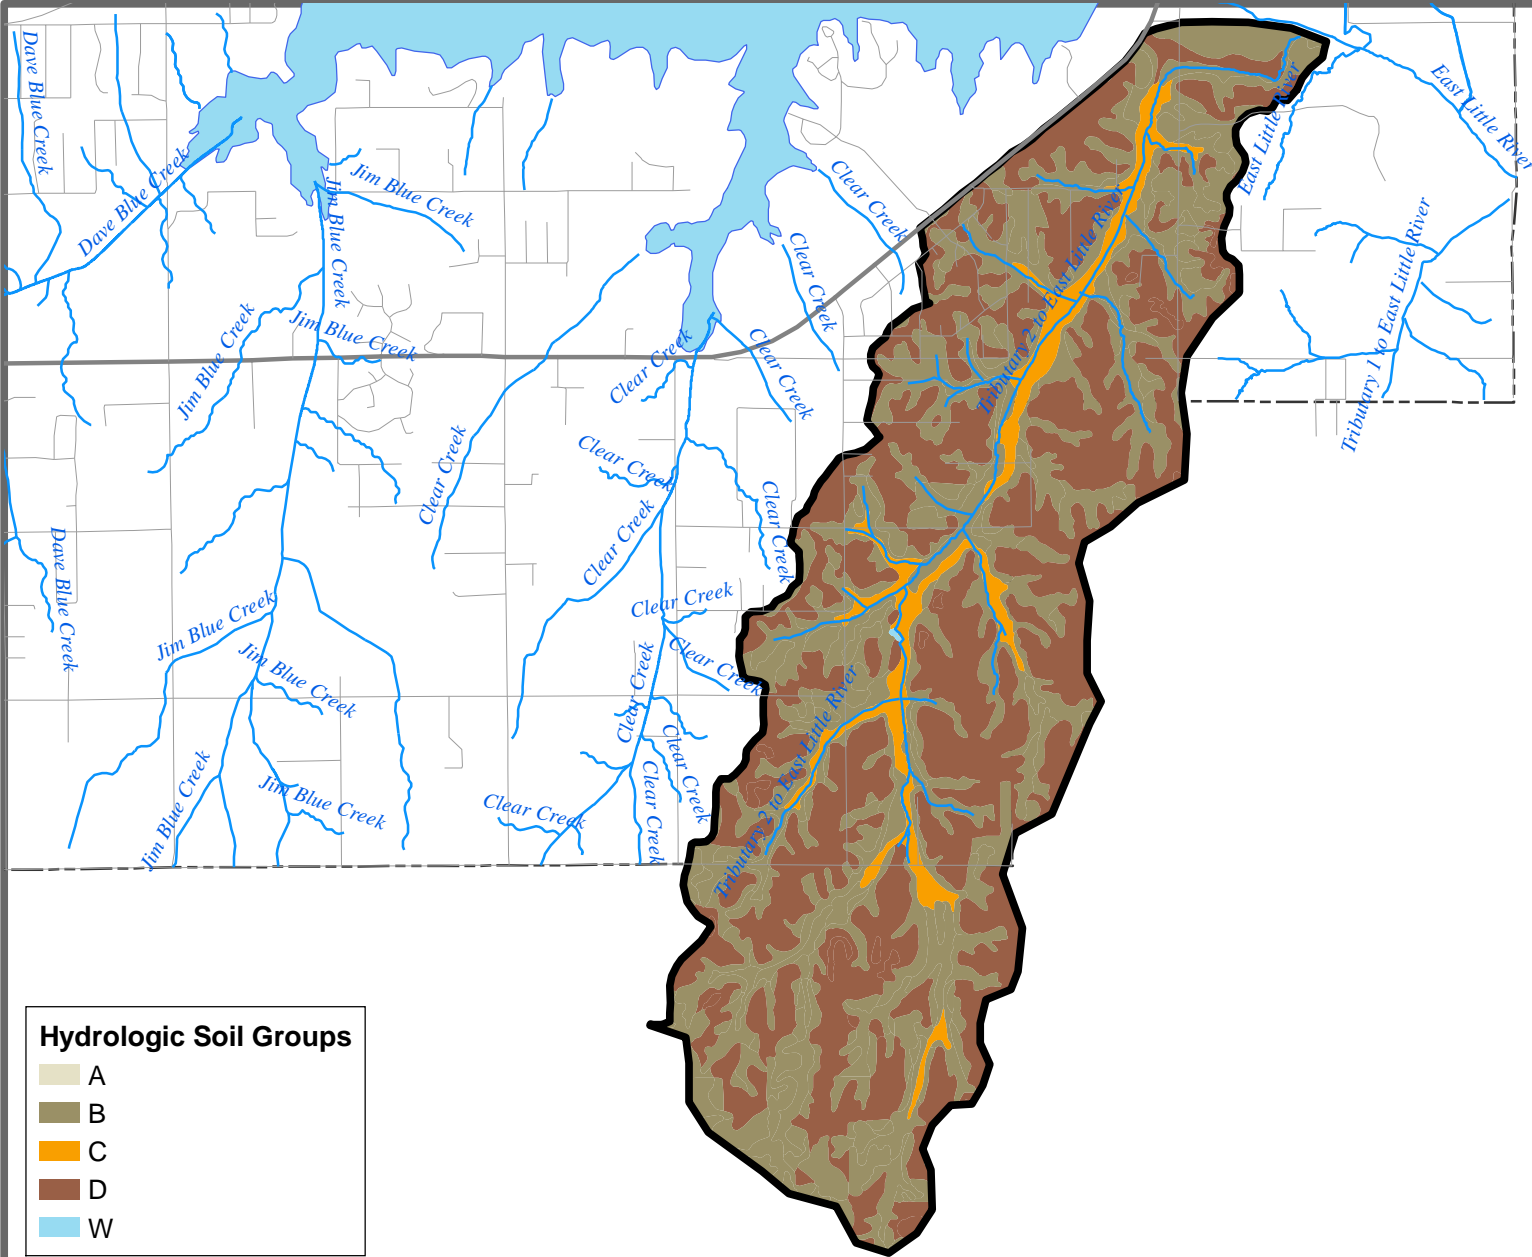 Dave Blue Creek
Dave Blue Creek
Jim Blue Creek
Jim Blue Creek
Jim Blue Creek
Jim Blue Creek
Clear Creek
Clear Creek
Clear Creek
Clear Creek
Clear Creek
Clear Creek
Clear Creek
Clear Creek
Clear Creek
East Little River
East Little River
Tributary 2 to East Little River
Tributary 1 to East Little River
Dave Blue Creek
Jim Blue Creek
Jim Blue Creek
Jim Blue Creek
Jim Blue Creek
Clear Creek
Clear Creek
Clear Creek
Clear Creek
Clear Creek
Clear Creek
Tributary 2 to East Little River
Hydrologic Soil Groups
A
B
C
D
W